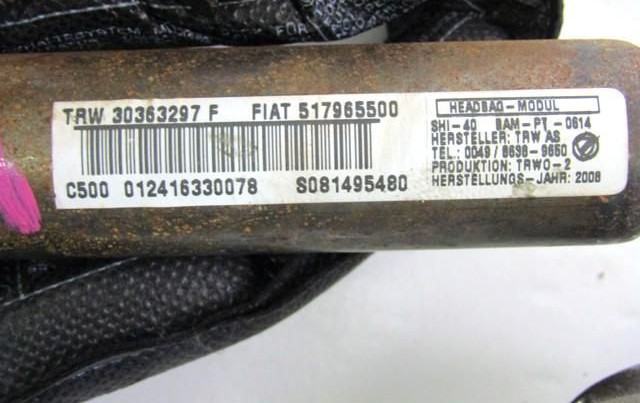 TRW 30363297 F FIAT 517965500
C500 012416330078 S081495480
HEADBAG-MODUL
SHI-40 BAM-PT-0614
HERSTELLER: TRW AS
TEL.: 0049/8638-9650
PRODUKTION: TRWO-2
HERSTELLUNGS-JAHR: 2008